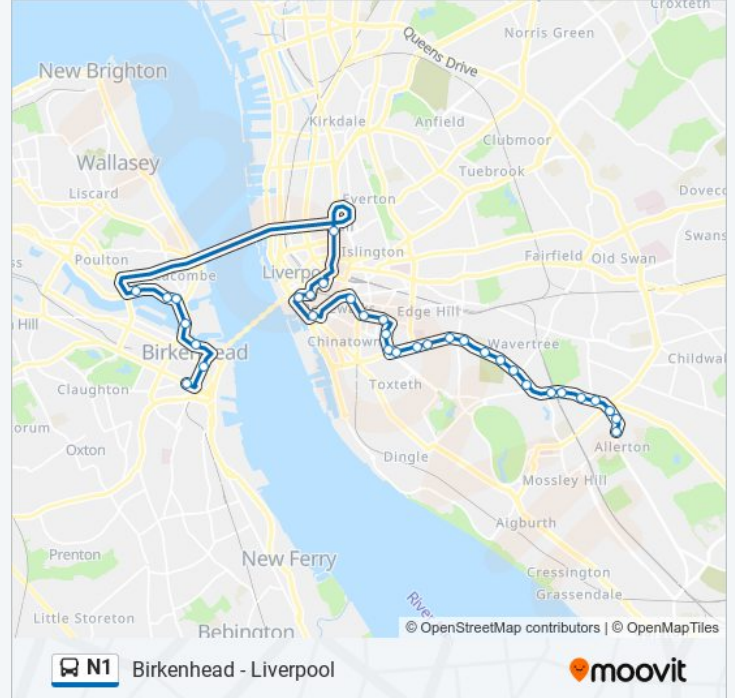 Croxteth
Norris Green
Queens Drive
New Brighton
Kirkdale
Anfield
Clubmoor
Wallasey
Tuebrook
Liscard
Everton
Swans
Islington
Fairfield
Old Swan
Poulton
Liverpo
Edge Hill
Hill
Chinatown
Wavertree
Birkenhead
Childwal
Claughton
Toxteth
orum
Allerton
Oxton
Dingle
Mossley Hill
Aigburth
Prenton
New Ferry
Cressington
Grassendale
Little Storeton
Bebington
© OpenStreetMap contributors | © OpenMapTiles
N1 Birkenhead - Liverpool
moovit